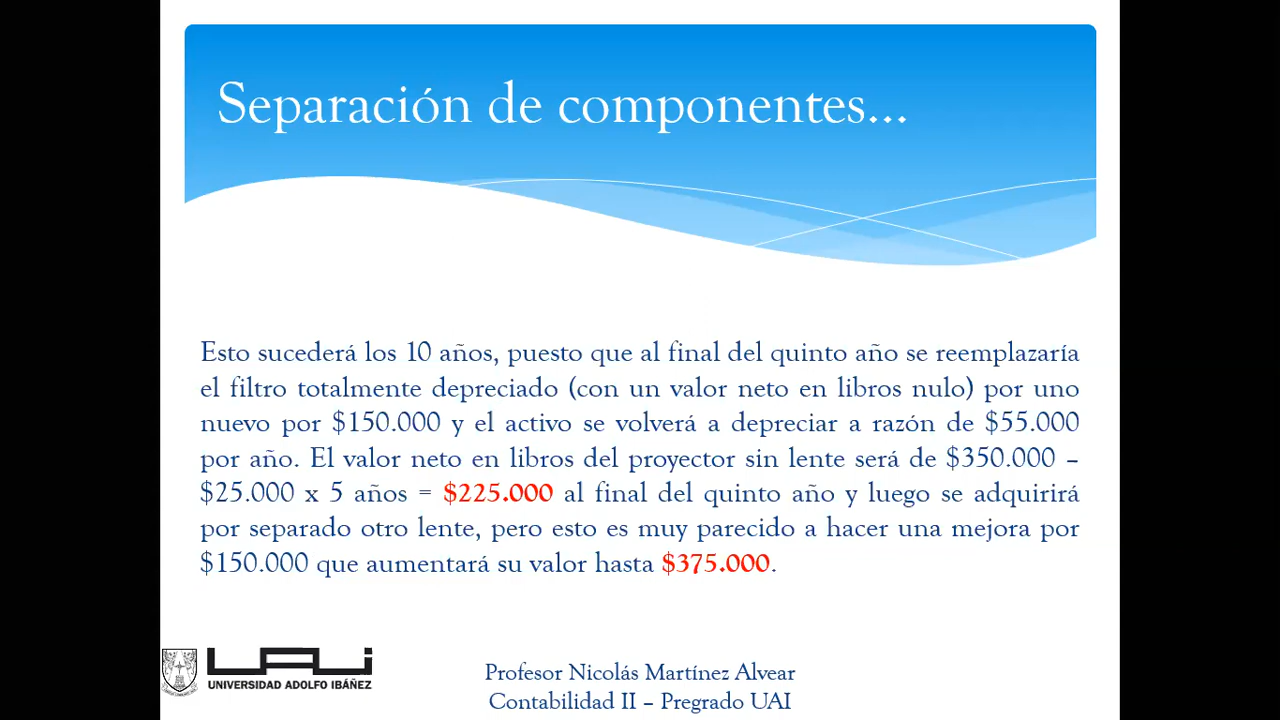 Separación de componentes...
Esto sucederá los 10 años, puesto que al final del quinto año se reemplazaría
el filtro totalmente depreciado (con un valor neto en libros nulo) por uno
nuevo por $150.000 y el activo se volverá a depreciar a razón de $55.000
por año. El valor neto en libros del proyector sin lente será de $350.000 –
$25.000 x 5 años = $225.000 al final del quinto año y luego se adquirirá
por separado otro lente, pero esto es muy parecido a hacer una mejora por
$150.000 que aumentará su valor hasta $375.000.
UAI
UNIVERSIDAD ADOLFO IBÁÑEZ
Profesor Nicolás Martínez Alvear
Contabilidad II – Pregrado UAI